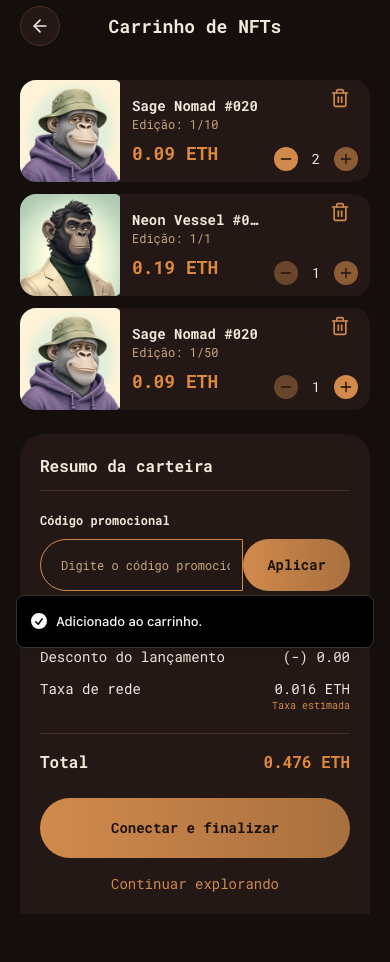 Carrinho de NFTs
Sage Nomad #020
Edição: 1/10
0.09 ETH
2
Neon Vessel #0…
Edição: 1/1
0.19 ETH
1
Sage Nomad #020
Edição: 1/50
0.09 ETH
1
Resumo da carteira
Código promocional
Digite o código promoci
Aplicar
Adicionado ao carrinho.
Desconto do lançamento (-) 0.00
Taxa de rede 0.016 ETH
Taxa estimada
Total 0.476 ETH
Conectar e finalizar
Continuar explorando